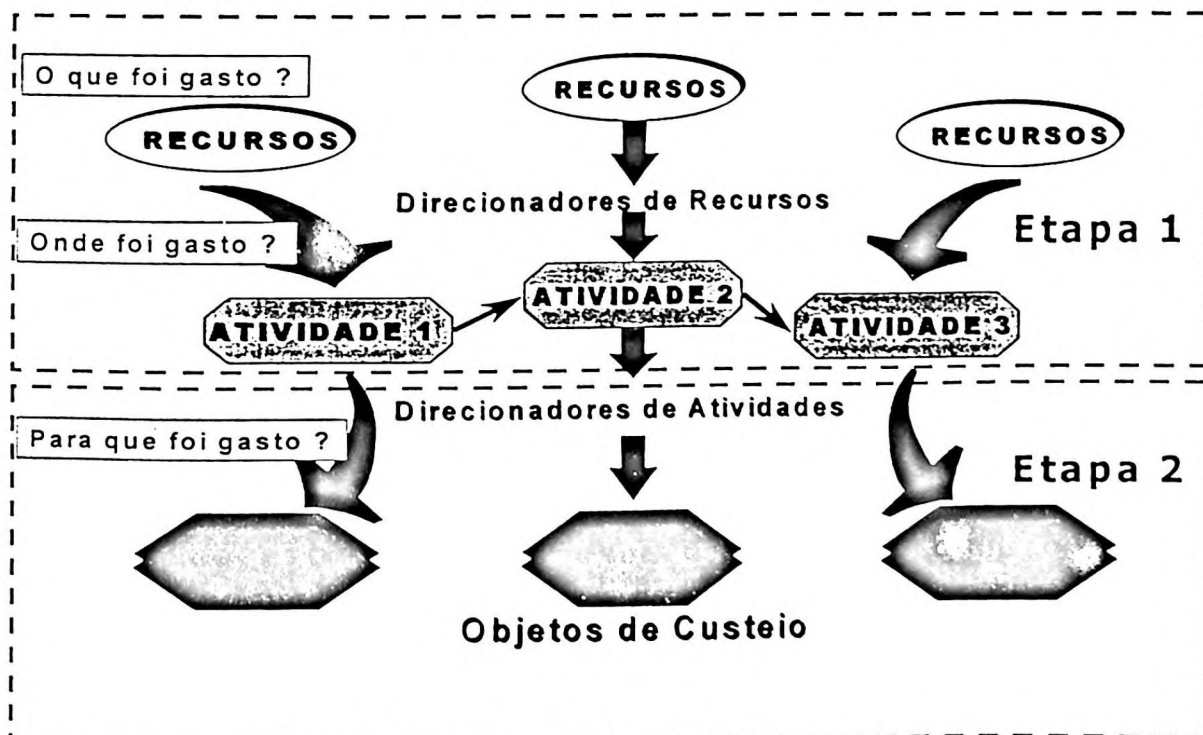 O que foi gasto ?
RECURSOS
RECURSOS
RECURSOS
Direcionadores de Recursos
Onde foi gasto ?
Etapa 1
ATIVIDADE 1
ATIVIDADE 2
ATIVIDADE 3
Direcionadores de Atividades
Para que foi gasto ?
Etapa 2
Objetos de Custeio